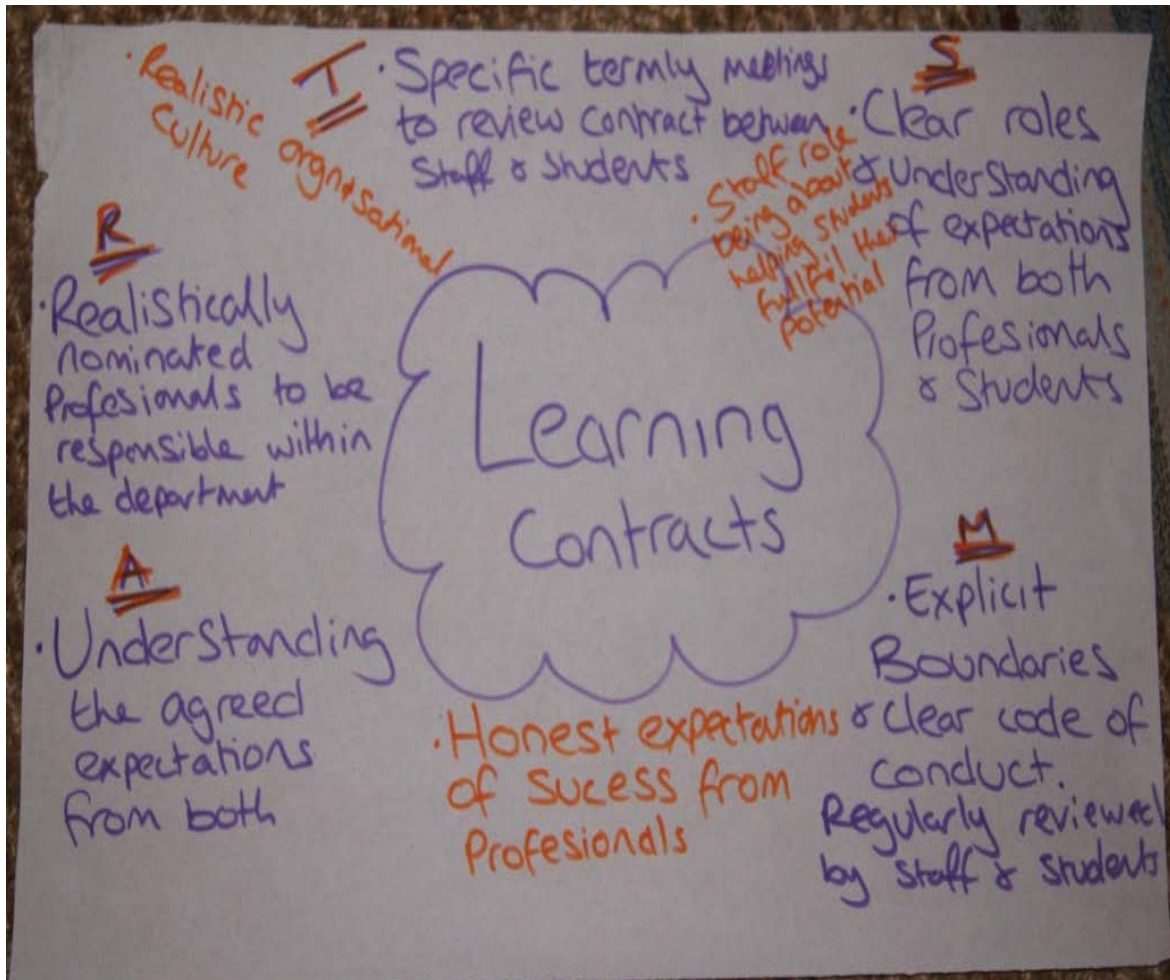 Learning
Contracts
S
· Clear roles
& Understanding
of expectations
from both
Profesionals
& Students
M
· Explicit
Boundaries
& Clear code of
conduct.
Regularly reviewed
by staff & students
A
· Understanding
the agreed
expectations
from both
R
· Realistically
nominated
Profesionals to be
responsible within
the department
T
· Specific termly meetings
to review contract between
Staff & Students
· Realistic orgnisational
culture
· Staff role
being about
helping students
fullfil their
potential
· Honest expectations
of sucess from
Profesionals